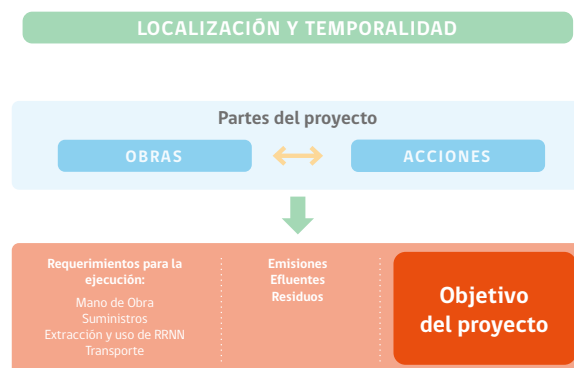 LOCALIZACIÓN Y TEMPORALIDAD
Partes del proyecto
OBRAS
ACCIONES
Requerimientos para la
ejecución:
Mano de Obra
Suministros
Extracción y uso de RRNN
Transporte
Emisiones
Efluentes
Residuos
Objetivo
del proyecto